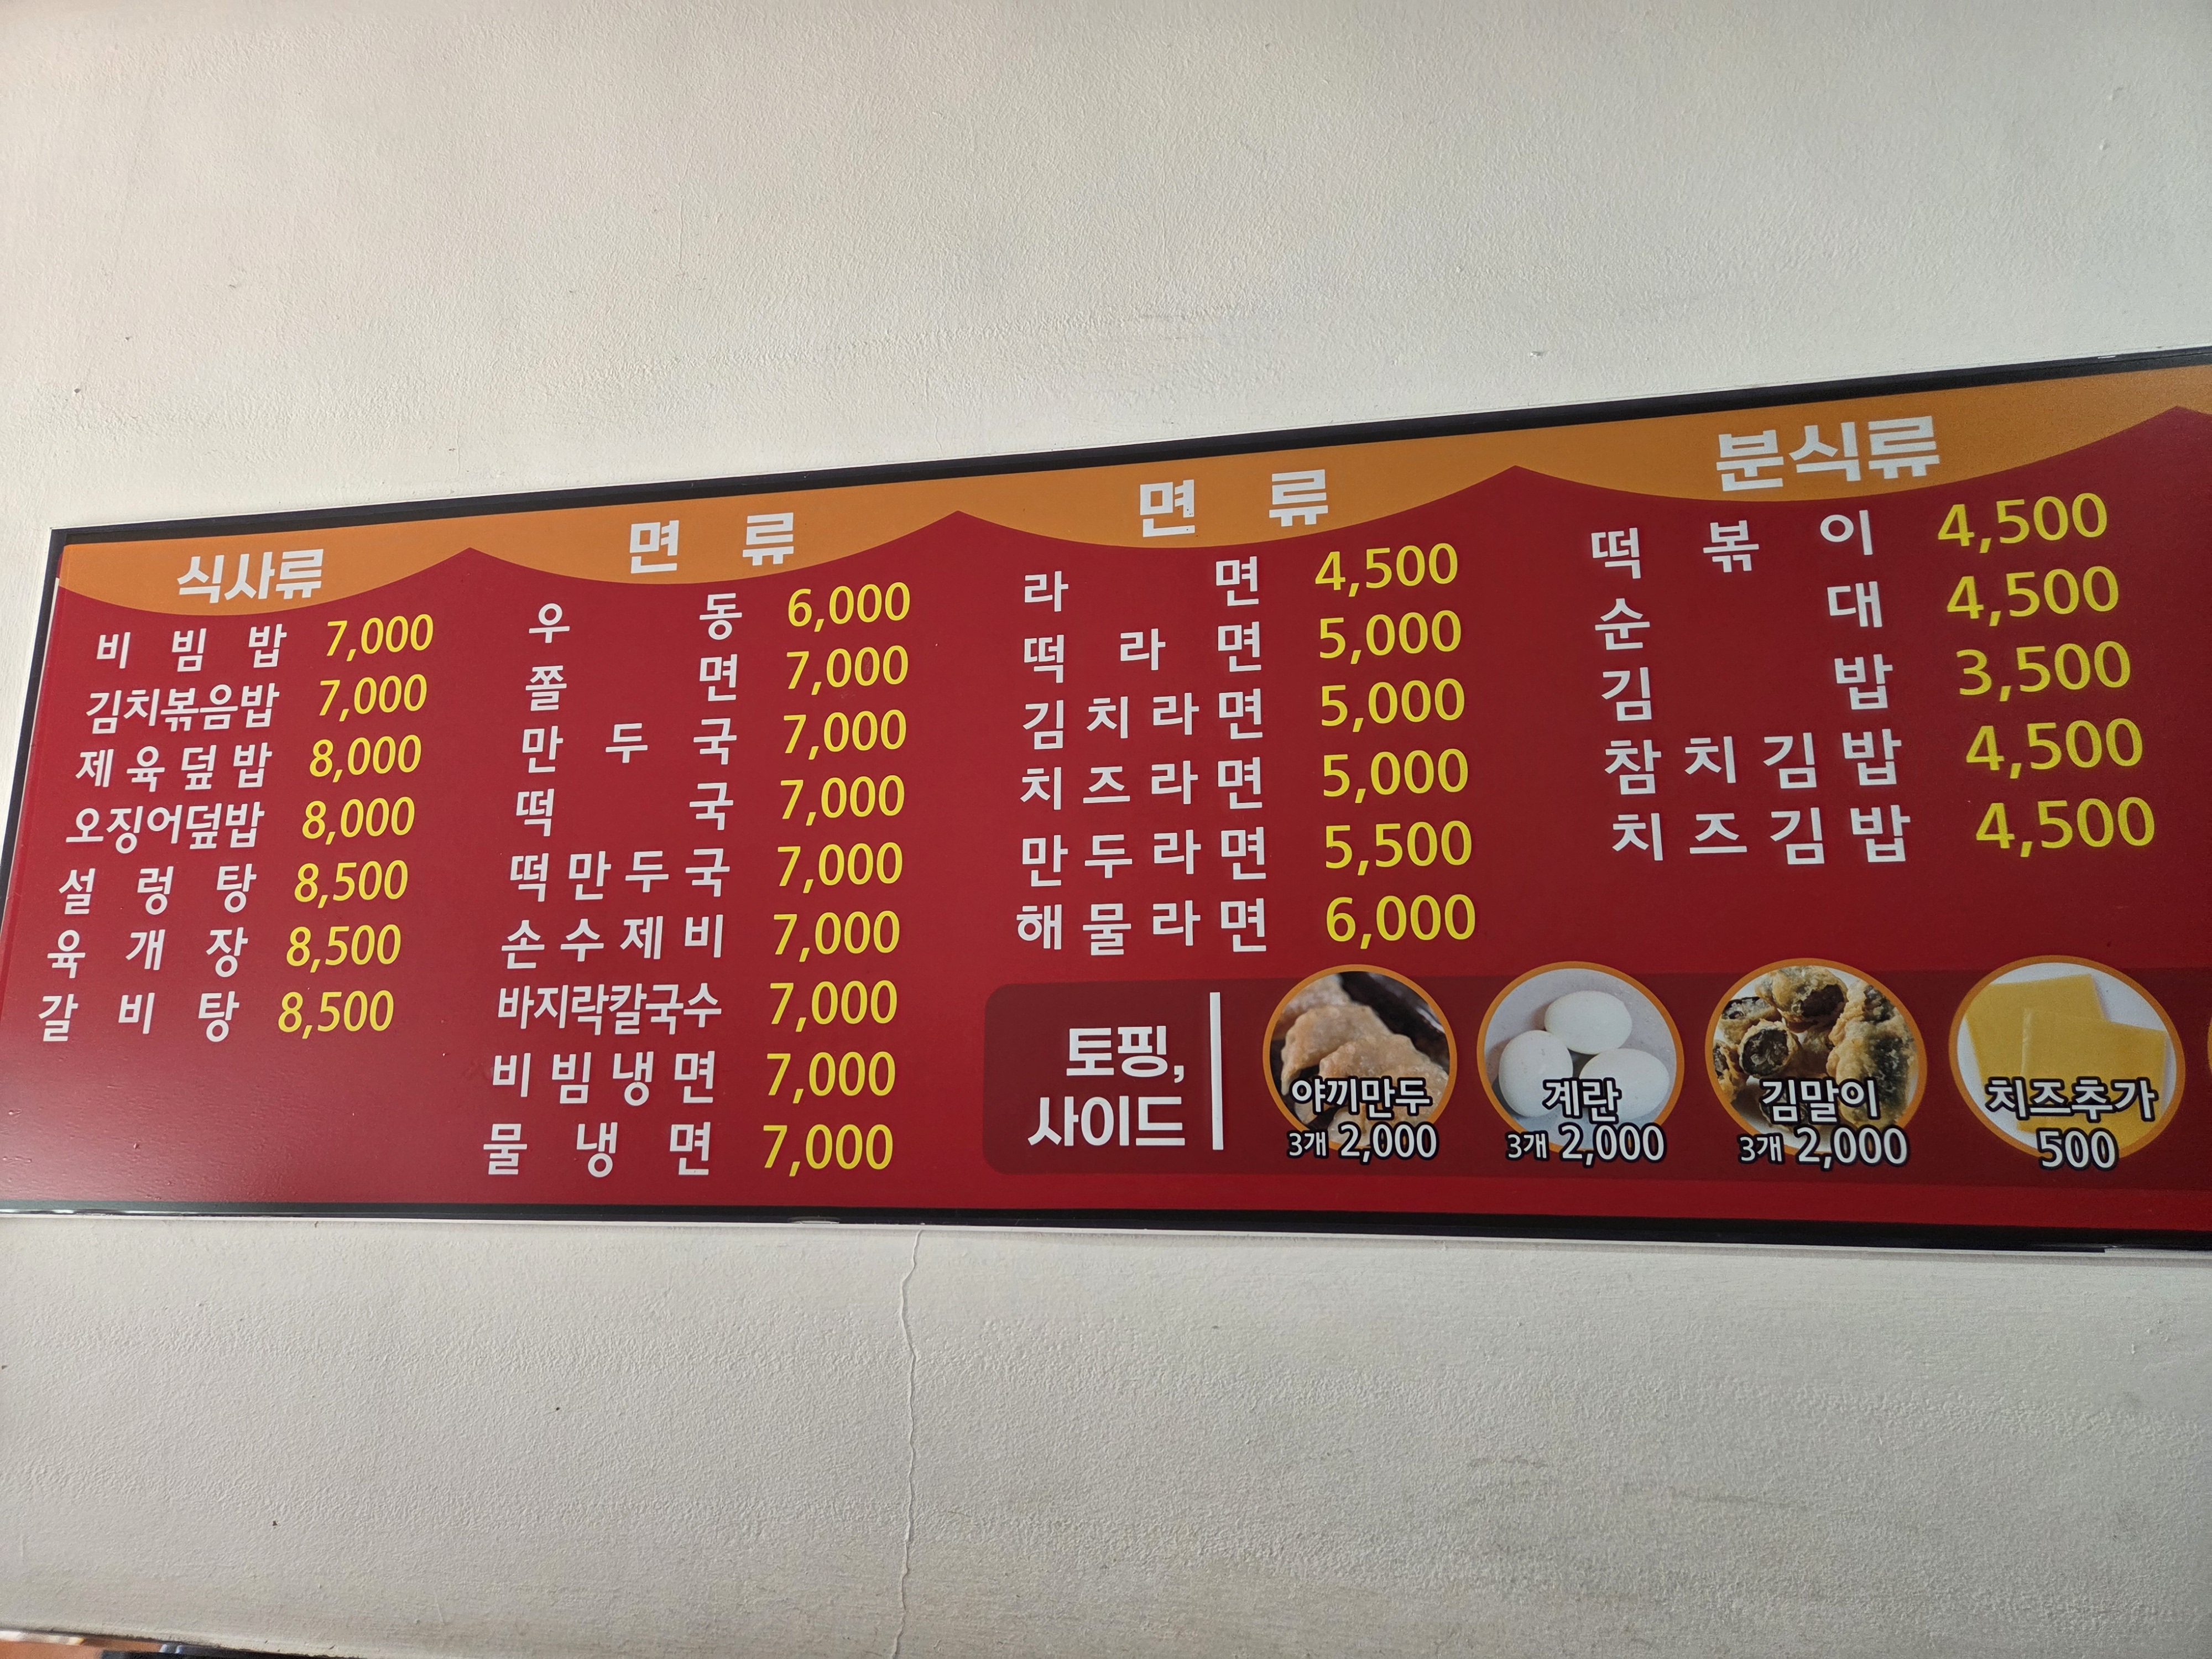 식사류
비빔밥 7,000
김치볶음밥 7,000
제육덮밥 8,000
오징어덮밥 8,000
설렁탕 8,500
육개장 8,500
갈비탕 8,500
면류
우동 6,000
쫄면 7,000
만두국 7,000
떡국 7,000
떡만두국 7,000
손수제비 7,000
바지락칼국수 7,000
비빔냉면 7,000
물냉면 7,000
면류
라면 4,500
떡라면 5,000
김치라면 5,000
치즈라면 5,000
만두라면 5,500
해물라면 6,000
분식류
떡볶이 4,500
순대 4,500
김밥 3,500
참치김밥 4,500
치즈김밥 4,500
토핑,
사이드
야끼만두
3개 2,000
계란
3개 2,000
김말이
3개 2,000
치즈추가
500